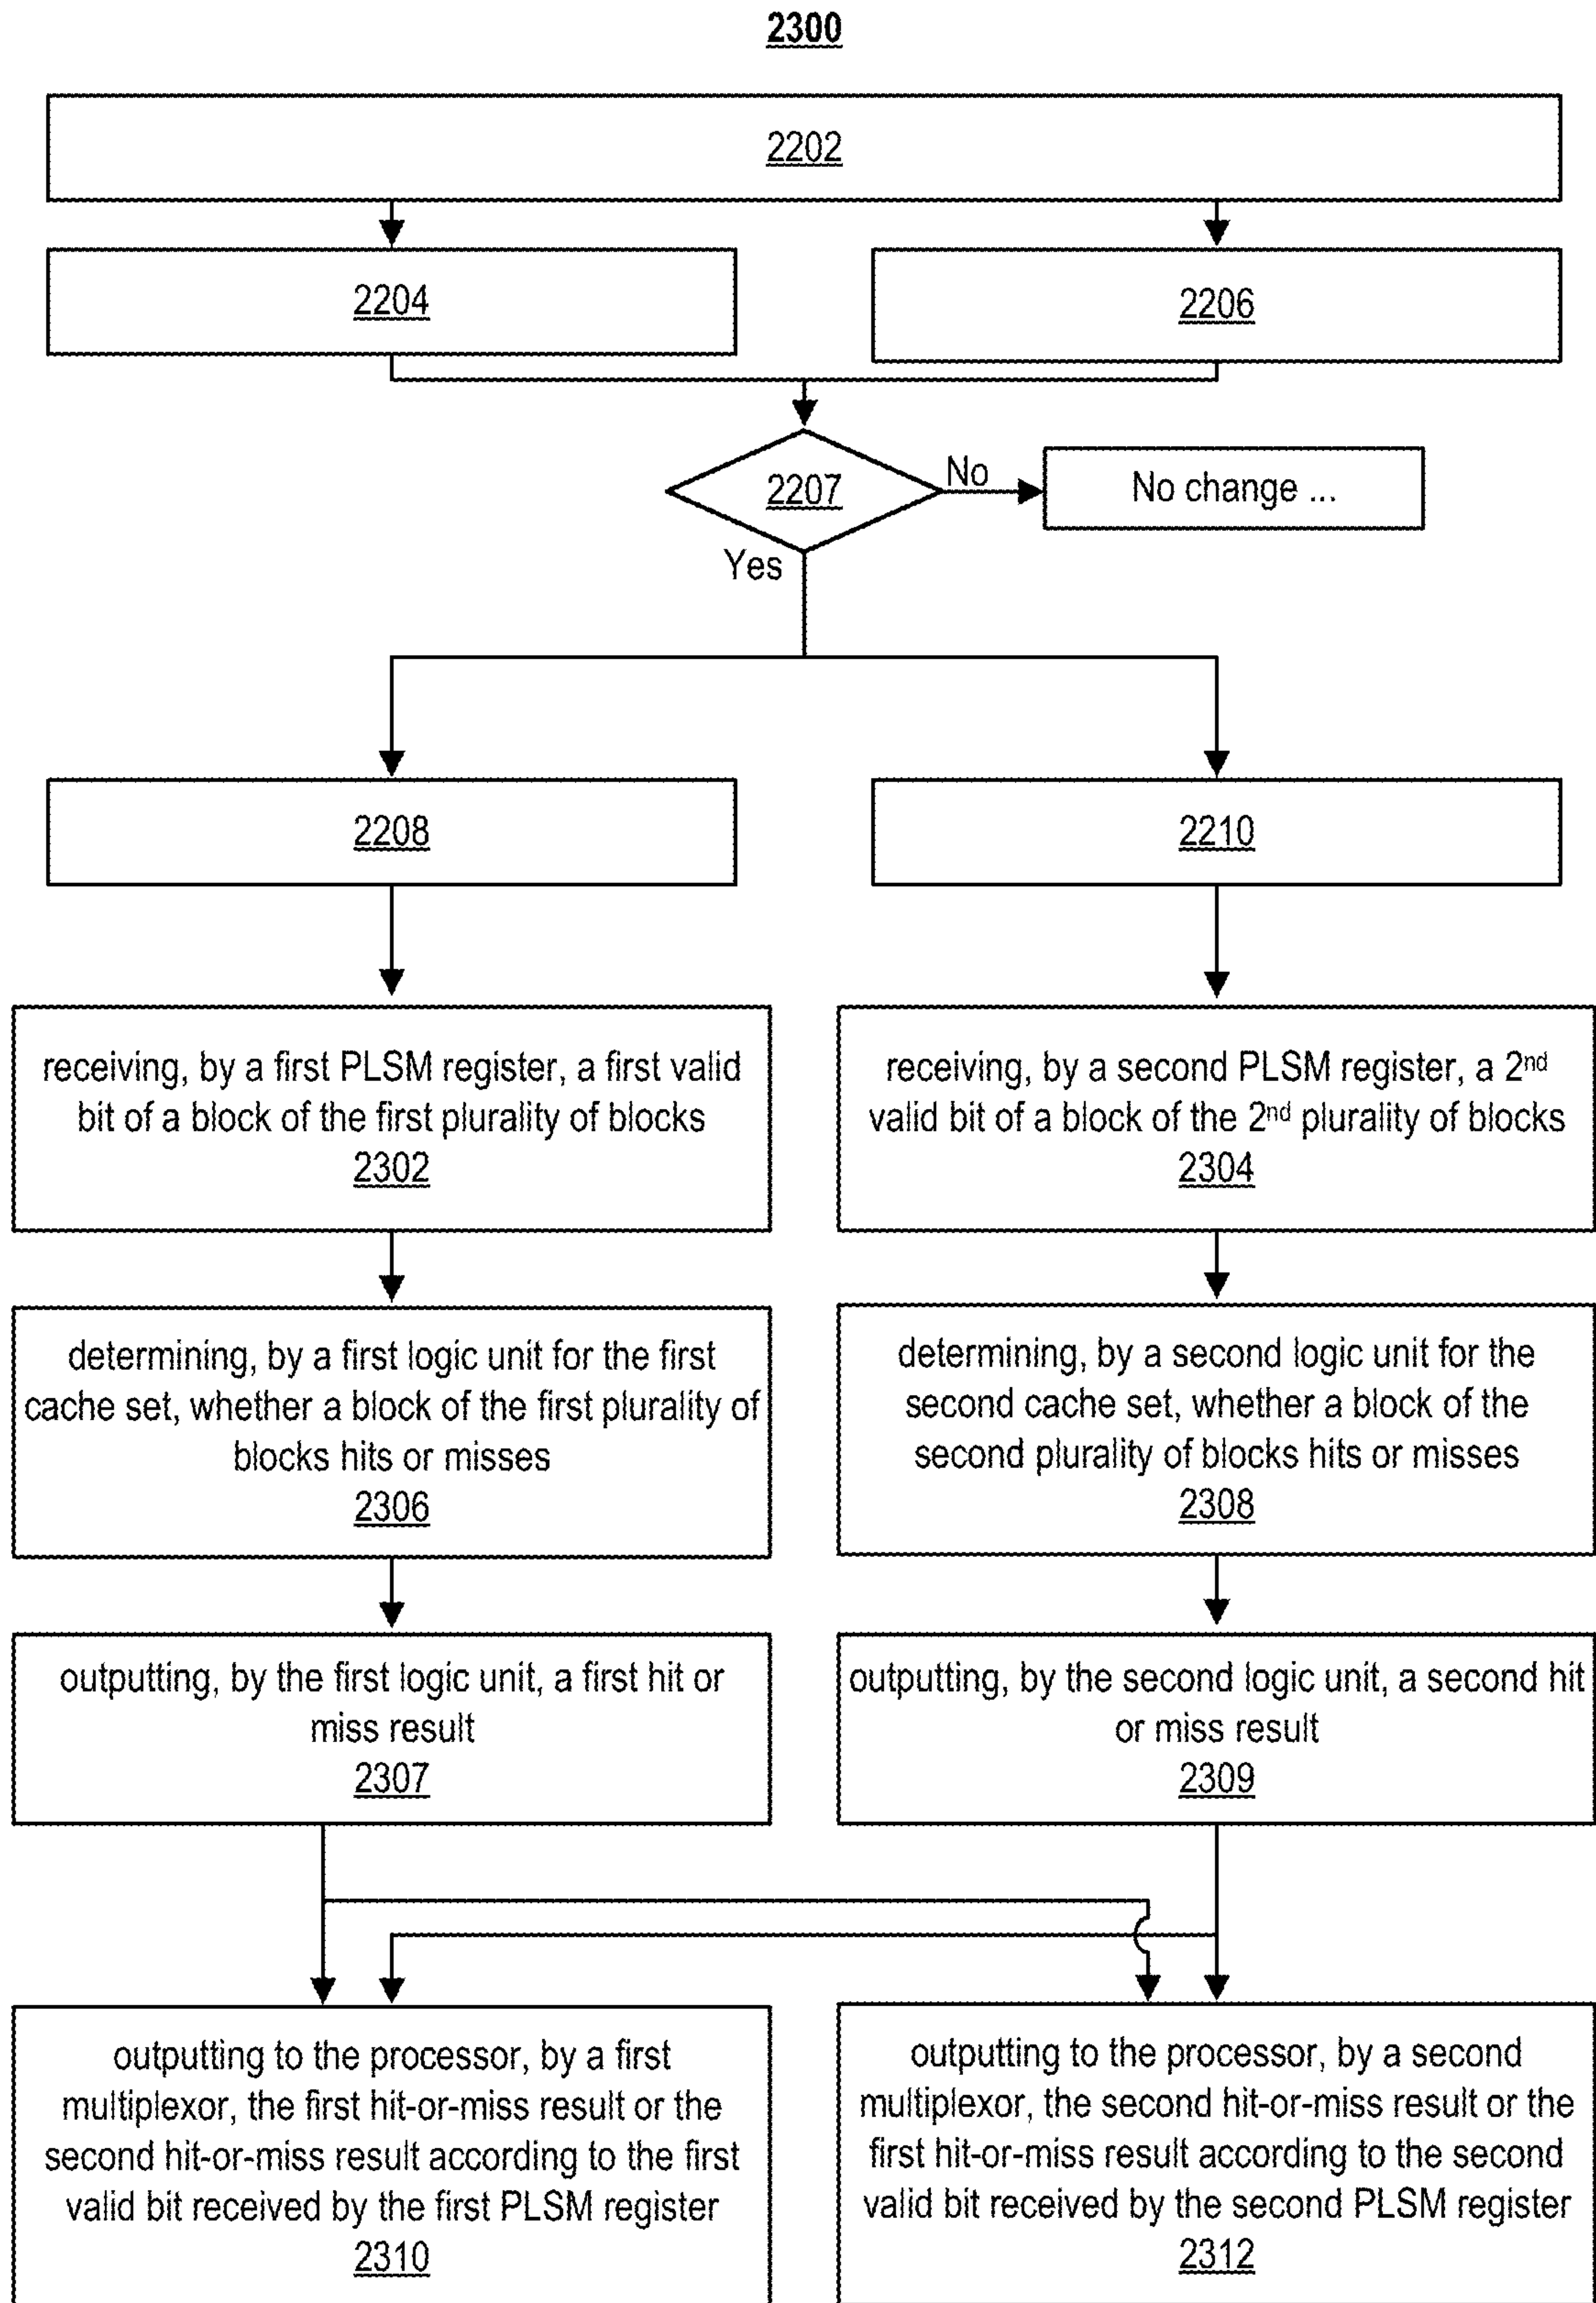 2300
2202
2204
2206
2207
No
No change ...
Yes
2208
2210
receiving, by a first PLSM register, a first valid
bit of a block of the first plurality of blocks
2302
receiving, by a second PLSM register, a 2nd
valid bit of a block of the 2nd plurality of blocks
2304
determining, by a first logic unit for the first
cache set, whether a block of the first plurality of
blocks hits or misses
2306
determining, by a second logic unit for the
second cache set, whether a block of the
second plurality of blocks hits or misses
2308
outputting, by the first logic unit, a first hit or
miss result
2307
outputting, by the second logic unit, a second hit
or miss result
2309
outputting to the processor, by a first
multiplexor, the first hit-or-miss result or the
second hit-or-miss result according to the first
valid bit received by the first PLSM register
2310
outputting to the processor, by a second
multiplexor, the second hit-or-miss result or the
first hit-or-miss result according to the second
valid bit received by the second PLSM register
2312